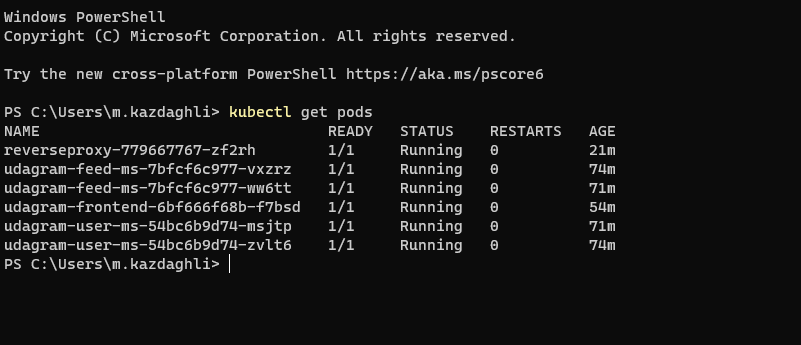 Windows PowerShell
Copyright (C) Microsoft Corporation. All rights reserved.
Try the new cross-platform PowerShell https://aka.ms/pscore6
PS C:\Users\m.kazdaghli> kubectl get pods
NAME READY STATUS RESTARTS AGE
reverseproxy-779667767-zf2rh 1/1 Running 0 21m
udagram-feed-ms-7bfcf6c977-vxzrz 1/1 Running 0 74m
udagram-feed-ms-7bfcf6c977-ww6tt 1/1 Running 0 71m
udagram-frontend-6bf666f68b-f7bsd 1/1 Running 0 54m
udagram-user-ms-54bc6b9d74-msjtp 1/1 Running 0 71m
udagram-user-ms-54bc6b9d74-zvlt6 1/1 Running 0 74m
PS C:\Users\m.kazdaghli>